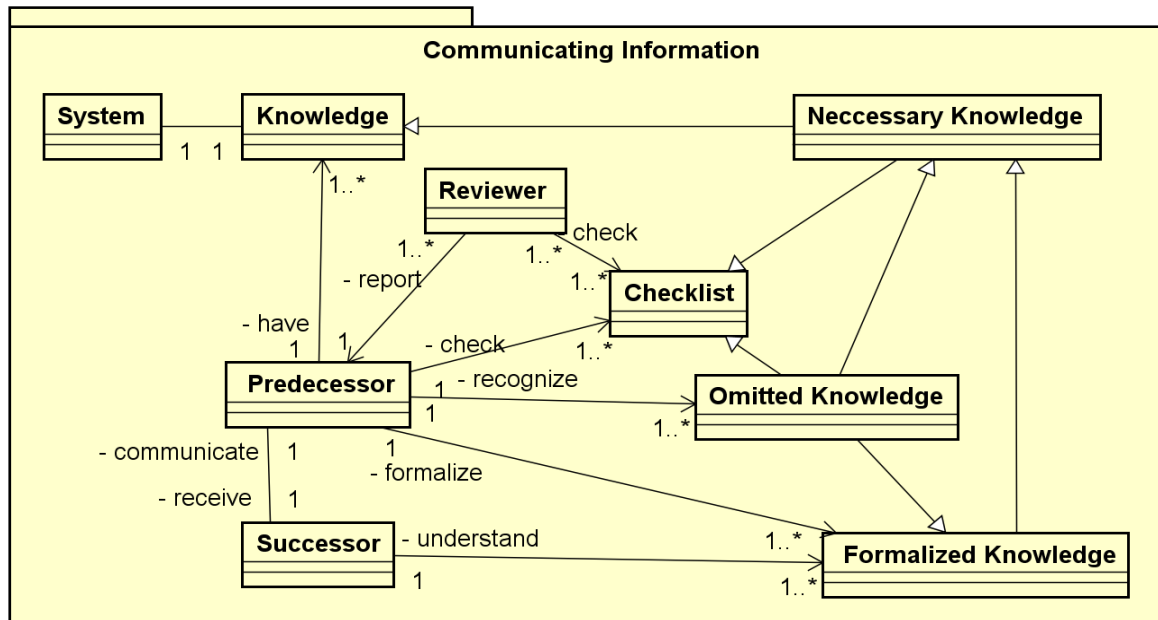 Communicating Information
System
Knowledge
Neccessary Knowledge
1
1
1..*
Reviewer
1..*
- check
1..*
1..*
- report
Checklist
- have
1
1
- check
1..*
- recognize
Predecessor
1
1
Omitted Knowledge
1..*
- communicate
1
1
- formalize
- receive
1
Successor
- understand
1..*
Formalized Knowledge
1
1..*